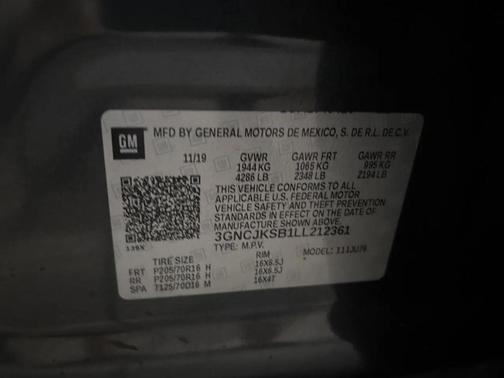 GM
MFD BY GENERAL MOTORS DE MEXICO, S. DE R.L. DE C.V.
11/19 GVWR GAWR FRT GAWR RR
1944 KG 1065 KG 995 KG
4286 LB 2348 LB 2194 LB
THIS VEHICLE CONFORMS TO ALL
APPLICABLE U.S. FEDERAL MOTOR
VEHICLE SAFETY STANDARDS
IN EFFECT ON THE DATE OF
MANUFACTURE SHOWN ABOVE.
3GNCJKSB1LL212361
TYPE: M.P.V. MODEL: 111JU76
139X
TIRE SIZE RIM
FRT P205/70R16 H 16X6.5J
RR P205/70R16 H 16X6.5J
SPA T125/70D16 M 16X4T